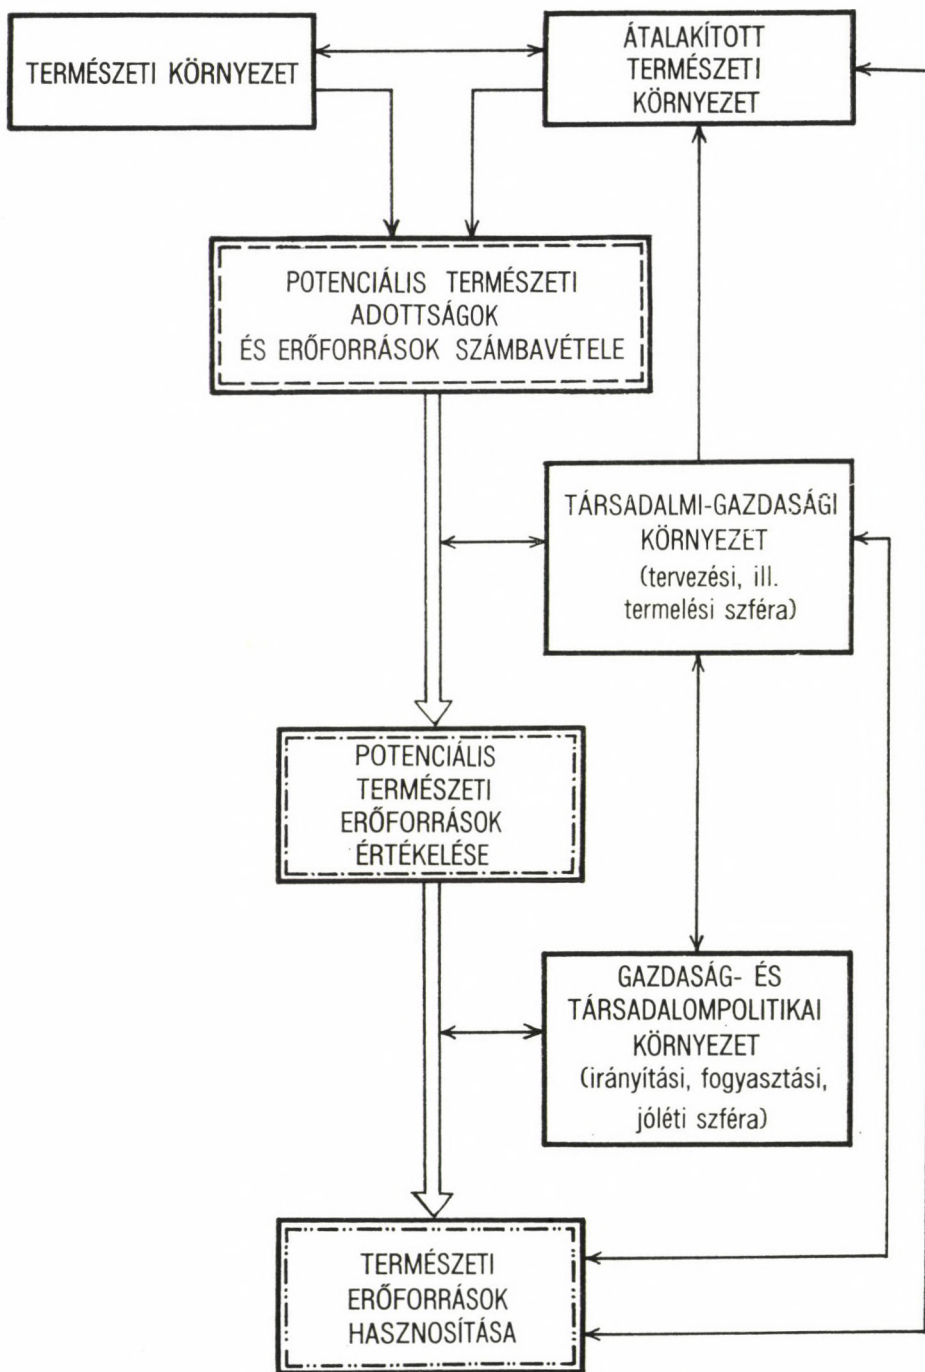 TERMÉSZETI KÖRNYEZET
ÁTALAKÍTOTT
TERMÉSZETI
KÖRNYEZET
POTENCIÁLIS TERMÉSZETI
ADOTTSÁGOK
ÉS ERŐFORRÁSOK SZÁMBAVÉTELE
TÁRSADALMI-GAZDASÁGI
KÖRNYEZET
(tervezési, ill.
termelési szféra)
POTENCIÁLIS
TERMÉSZETI
ERŐFORRÁSOK
ÉRTÉKELÉSE
GAZDASÁG- ÉS
TÁRSADALOMPOLITIKAI
KÖRNYEZET
(irányítási, fogyasztási,
jóléti szféra)
TERMÉSZETI
ERŐFORRÁSOK
HASZNOSÍTÁSA